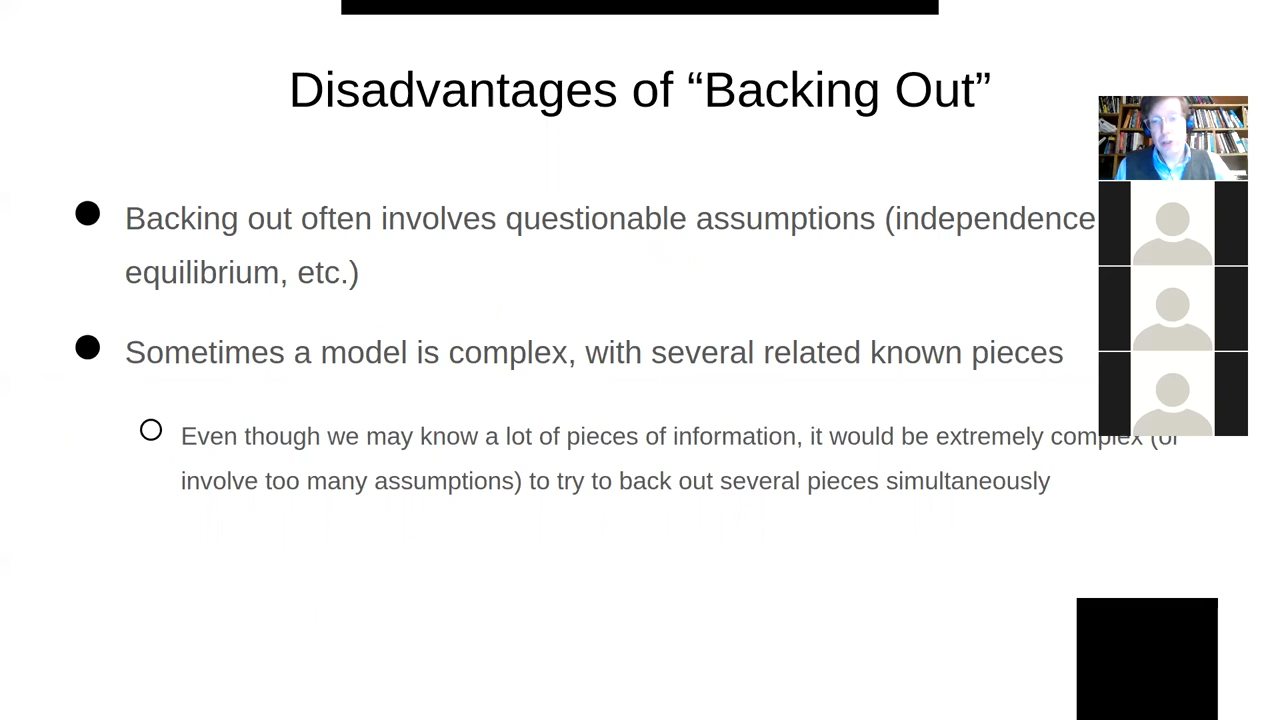 Disadvantages of “Backing Out”
Backing out often involves questionable assumptions (independence
equilibrium, etc.)
Sometimes a model is complex, with several related known pieces
Even though we may know a lot of pieces of information, it would be extremely complex (or
involve too many assumptions) to try to back out several pieces simultaneously